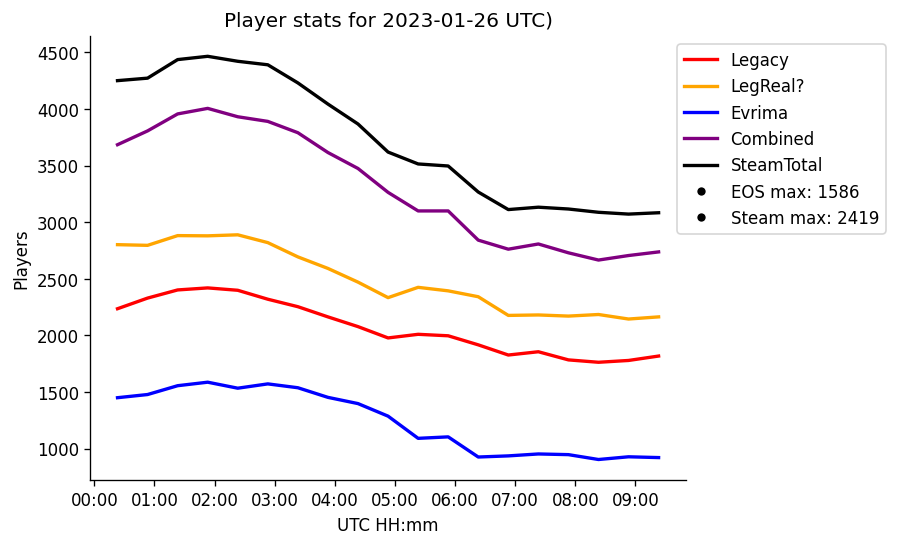 Player stats for 2023-01-26 UTC)
Legacy
LegReal?
Evrima
Combined
SteamTotal
EOS max: 1586
Steam max: 2419
Players
4500
4000
3500
3000
2500
2000
1500
1000
00:00 01:00 02:00 03:00 04:00 05:00 06:00 07:00 08:00 09:00
UTC HH:mm